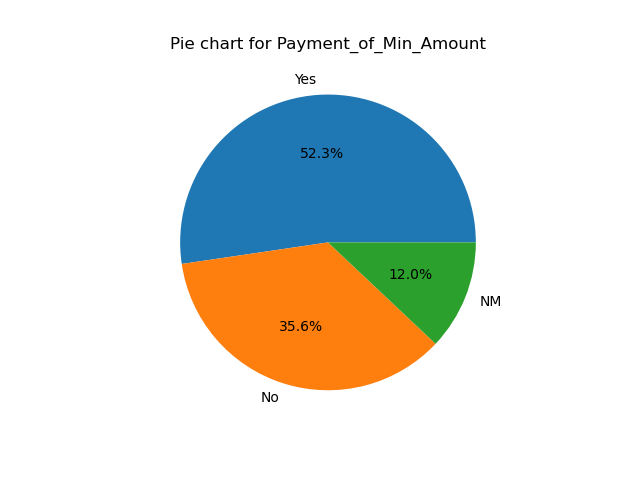 Pie chart for Payment_of_Min_Amount
Yes
52.3%
12.0%
NM
35.6%
No